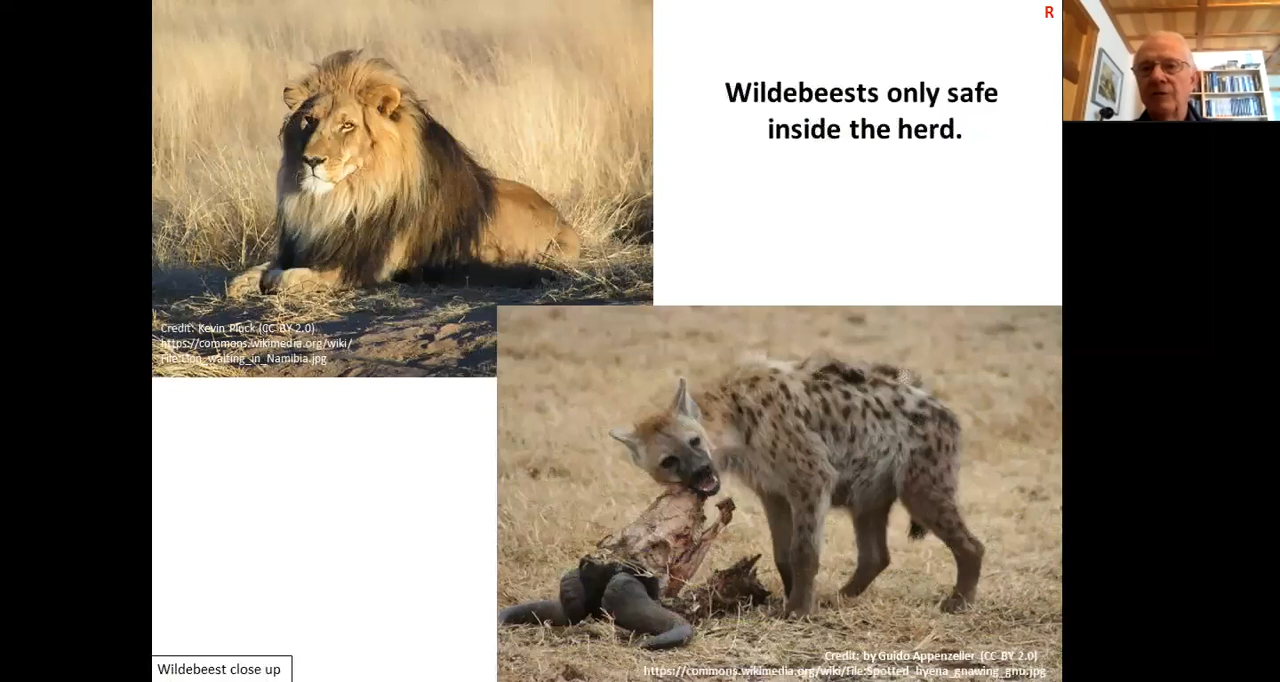 R
Wildebeests only safe
inside the herd.
Credit: Kevin Pluck (CC BY 2.0)
https://commons.wikimedia.org/wiki/
File:Lion_waiting_in_Namibia.jpg
Credit: by Guido Appenzeller (CC BY 2.0)
https://commons.wikimedia.org/wiki/File:Spotted_hyena_gnawing_gnu.jpg
Wildebeest close up